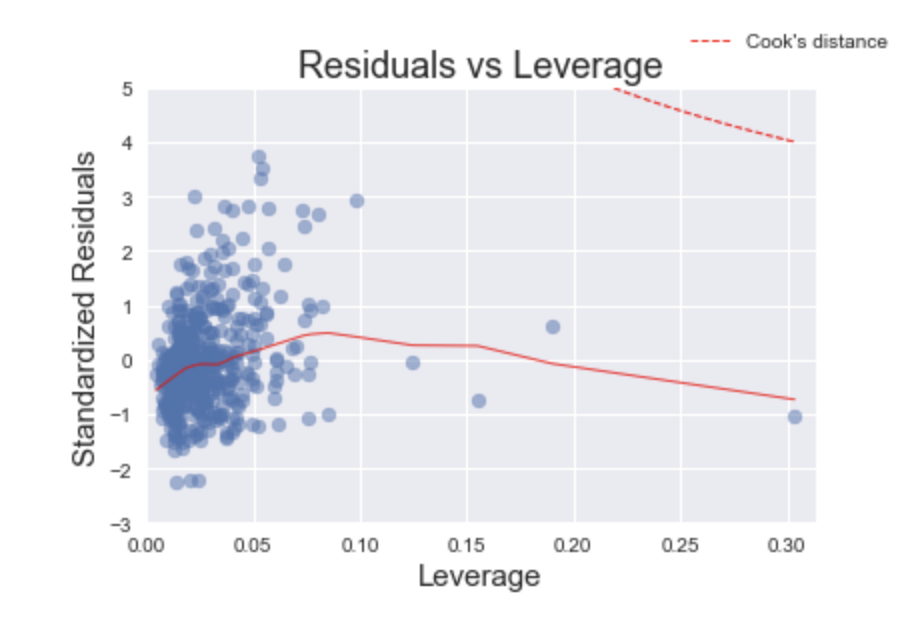 Cook's distance
Residuals vs Leverage
Standardized Residuals
5
4
3
2
1
0
−1
−2
−3
0.00 0.05 0.10 0.15 0.20 0.25 0.30
Leverage